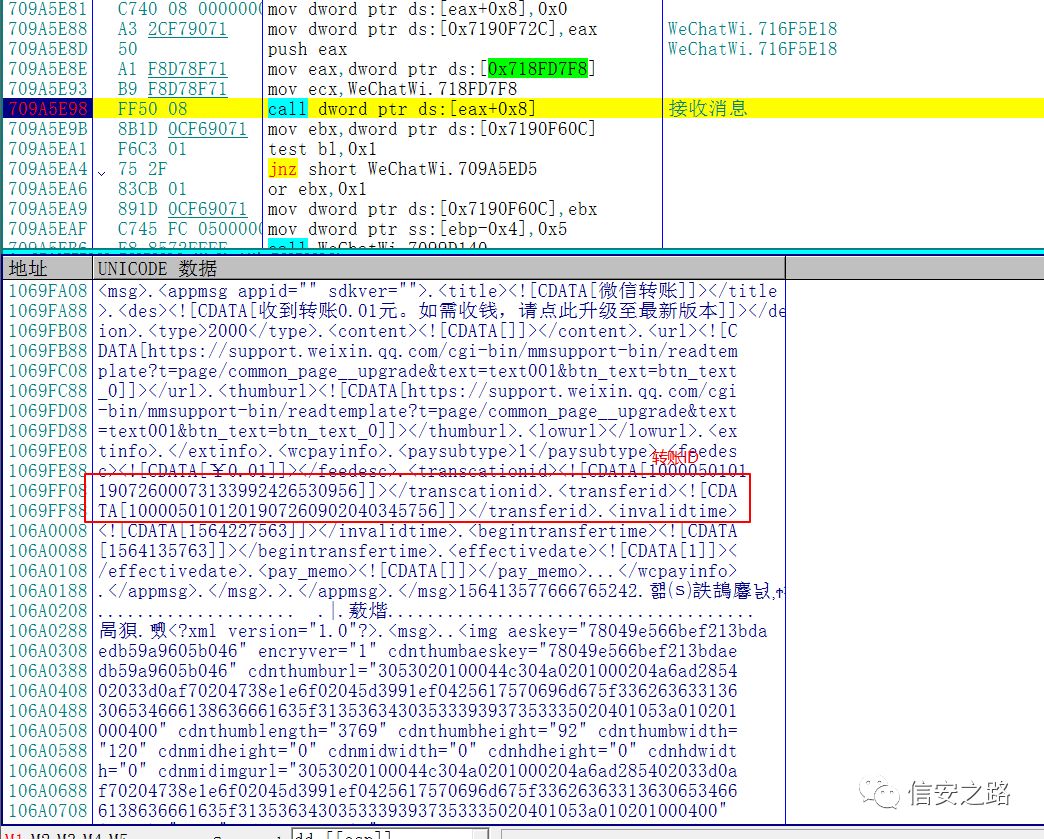 709A5E81 C740 08 0000000 mov dword ptr ds:[eax+0x8],0x0
709A5E88 A3 2CF79071 mov dword ptr ds:[0x7190F72C],eax WeChatWi.716F5E18
709A5E8D 50 push eax WeChatWi.716F5E18
709A5E8E A1 F8D78F71 mov eax,dword ptr ds:[0x718FD7F8]
709A5E93 B9 F8D78F71 mov ecx,WeChatWi.718FD7F8
709A5E98 FF50 08 call dword ptr ds:[eax+0x8] 接收消息
709A5E9B 8B1D 0CF69071 mov ebx,dword ptr ds:[0x7190F60C]
709A5EA1 F6C3 01 test bl,0x1
709A5EA4 75 2F jnz short WeChatWi.709A5ED5
709A5EA6 83CB 01 or ebx,0x1
709A5EA9 891D 0CF69071 mov dword ptr ds:[0x7190F60C],ebx
709A5EAF C745 FC 0500000 mov dword ptr ss:[ebp-0x4],0x5
地址 UNICODE 数据
1069FA08 <msg>.<appmsg appid="" sdkver="">.<title><![CDATA[微信转账]]></title
1069FA88 >.<des><![CDATA[收到转账0.01元。如需收钱，请点此升级至最新版本]]></de
1069FB08 ion>.<type>2000</type>.<content><![CDATA[]]></content>.<url><![C
1069FB88 DATA[https://support.weixin.qq.com/cgi-bin/mmsupport-bin/readtem
1069FC08 plate?t=page/common_page__upgrade&text=text001&btn_text=btn_text
1069FC88 _0]]></url>.<thumburl><![CDATA[https://support.weixin.qq.com/cgi
1069FD08 -bin/mmsupport-bin/readtemplate?t=page/common_page__upgrade&text
1069FD88 =text001&btn_text=btn_text_0]]></thumburl>.<lowurl></lowurl>.<ex
1069FE08 tinfo>.</extinfo>.<wcpayinfo>.<paysubtype>1</paysubtype>.<feedes
转账ID
1069FE88 c><![CDATA[￥0.01]]></feedesc>.<transcationid><![CDATA[1000050101
1069FF08 19072600073133992426530956]]></transcationid>.<transferid><![CDA
1069FF88 TA[1000050101201907260902040345756]]></transferid>.<invalidtime>
106A0008 <![CDATA[1564227563]]></invalidtime>.<begintransfertime><![CDATA
106A0088 [1564135763]]></begintransfertime>.<effectivedate><![CDATA[1]]><
106A0108 /effectivedate>.<pay_memo><![CDATA[]]></pay_memo>...</wcpayinfo>
106A0188 .</appmsg>.</msg>.>.</appmsg>.</msg>156413577666765242.
106A0208
106A0288 <?xml version="1.0"?>.<msg>..<img aeskey="78049e566bef213bda
106A0308 edb59a9605b046" encryver="1" cdnthumbaeskey="78049e566bef213bdae
106A0388 db59a9605b046" cdnthumburl="3053020100044c304a0201000204a6ad2854
106A0408 02033d0af70204738e1e6f02045d3991ef0425617570696d675f336263633136
106A0488 30653466613863666​1635f31353634303533393937353335020401053a010201
106A0508 000400" cdnthumblength="3769" cdnthumbheight="92" cdnthumbwidth=
106A0588 "120" cdnmidheight="0" cdnmidwidth="0" cdnhdheight="0" cdnhdwidt
106A0608 h="0" cdnmidimgurl="3053020100044c304a0201000204a6ad285402033d0a
106A0688 f70204738e1e6f02045d3991ef0425617570696d675f33626363313630653466
106A0708 6138636661635f31353634303533393937353335020401053a010201000400"
信安之路